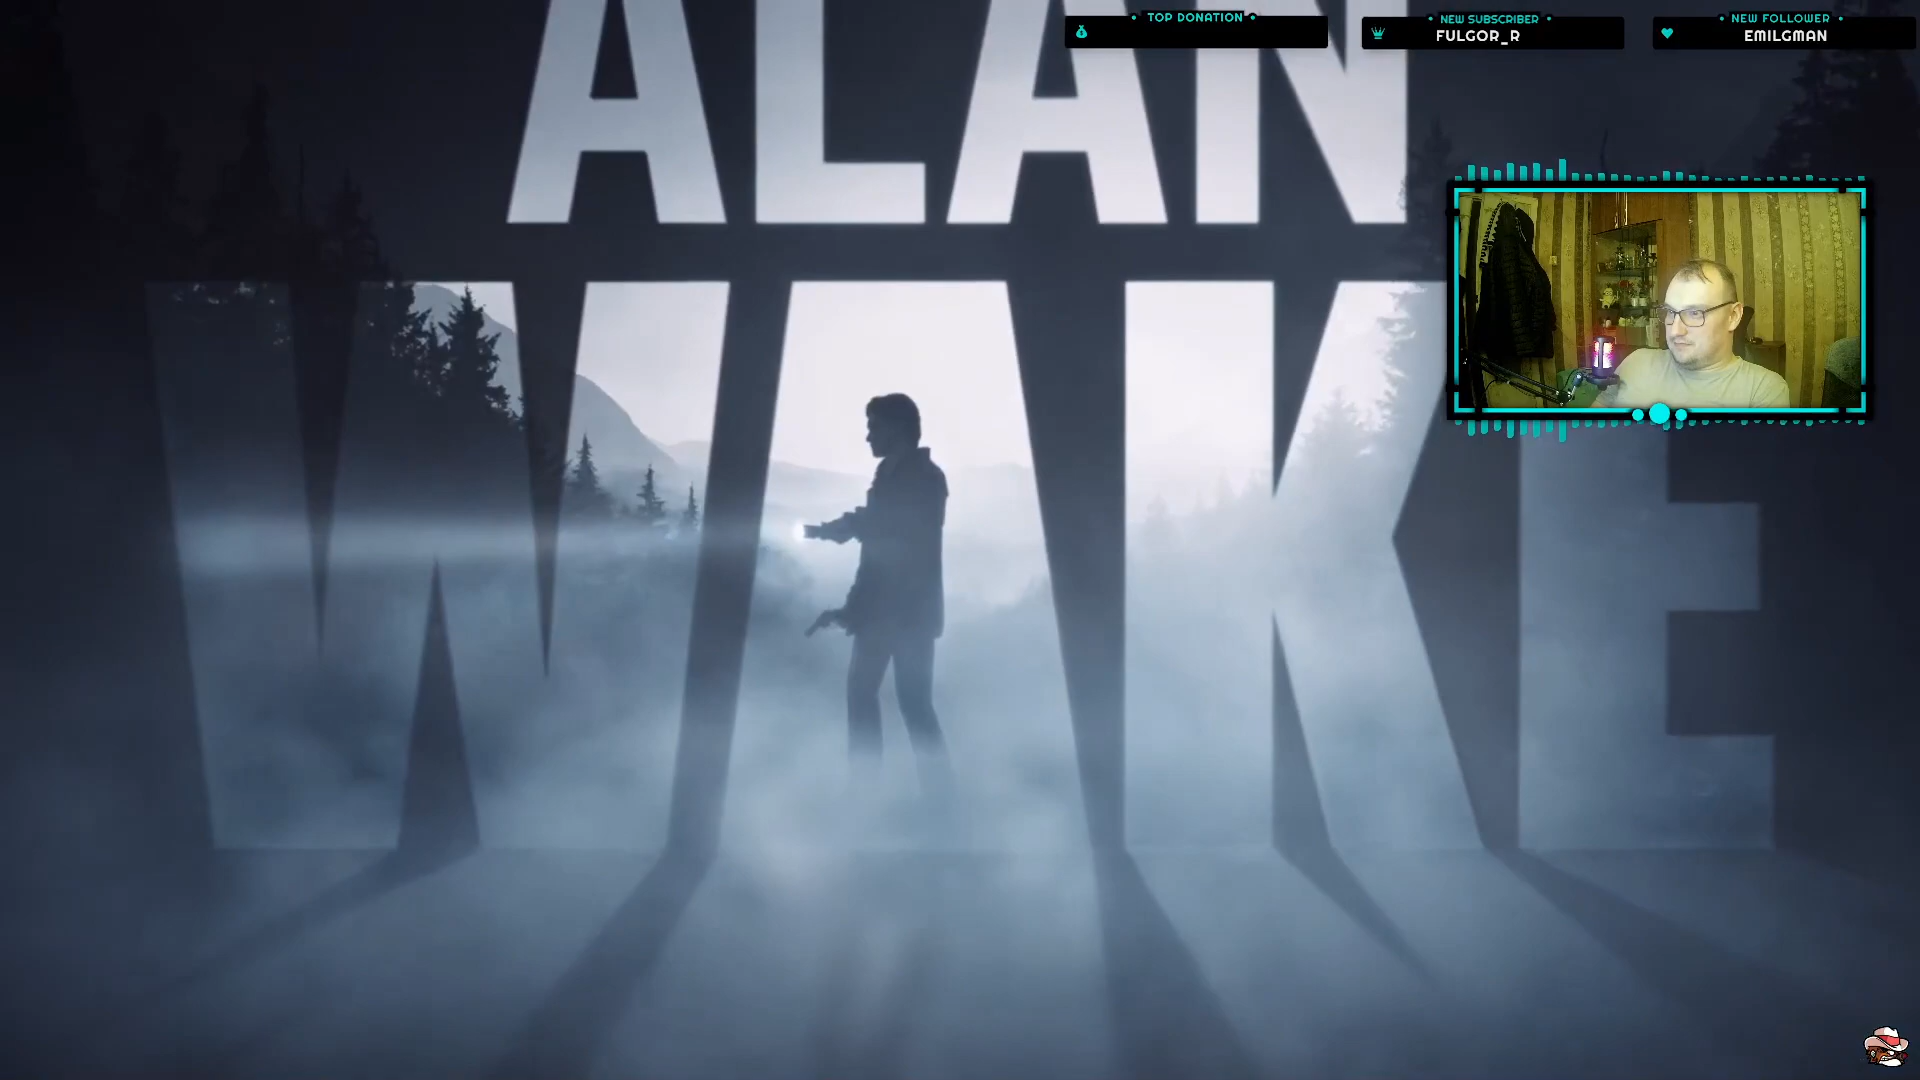 TOP DONATION
NEW SUBSCRIBER
FULGOR_R
NEW FOLLOWER
EMILGMAN
ALAN
WAKE